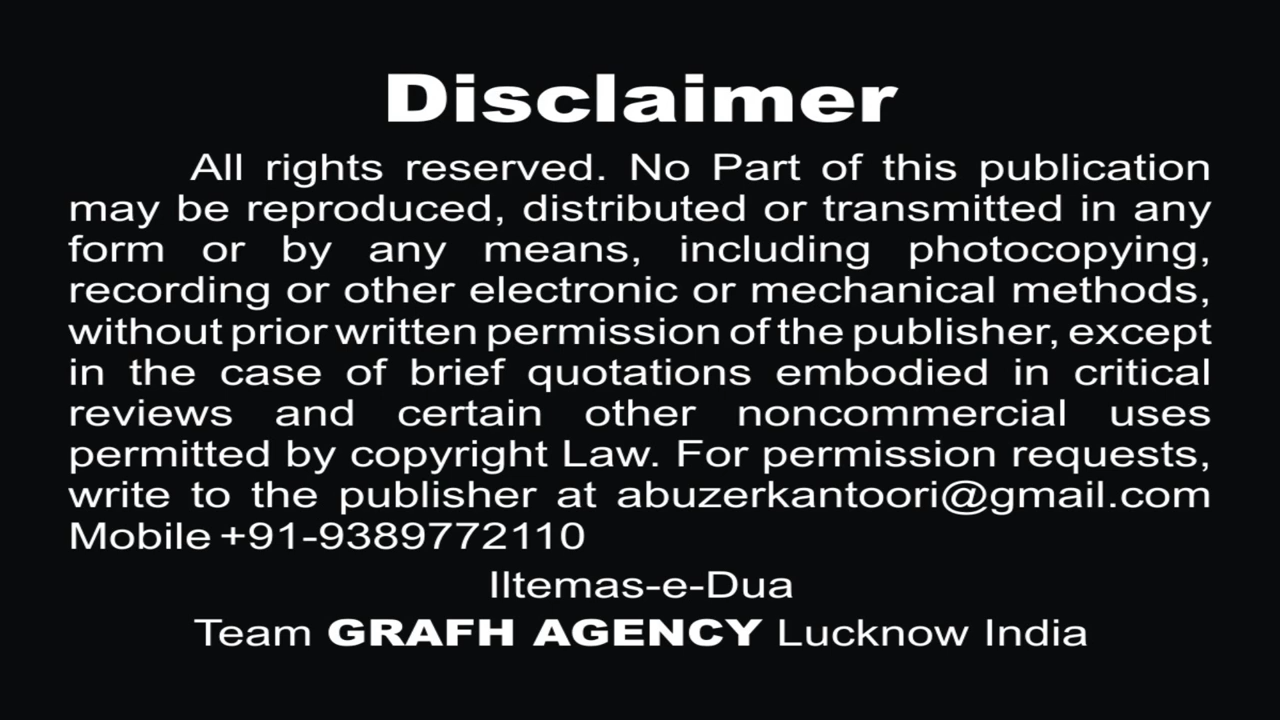 Disclaimer
All rights reserved. No Part of this publication
may be reproduced, distributed or transmitted in any
form or by any means, including photocopying,
recording or other electronic or mechanical methods,
without prior written permission of the publisher, except
in the case of brief quotations embodied in critical
reviews and certain other noncommercial uses
permitted by copyright Law. For permission requests,
write to the publisher at abuzerkantoori@gmail.com
Mobile +91-9389772110
IItemas-e-Dua
Team GRAFH AGENCY Lucknow India